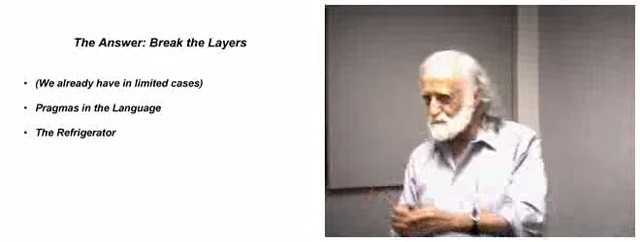 The Answer: Break the Layers
(We already have in limited cases)
Pragmas in the Language
The Refrigerator